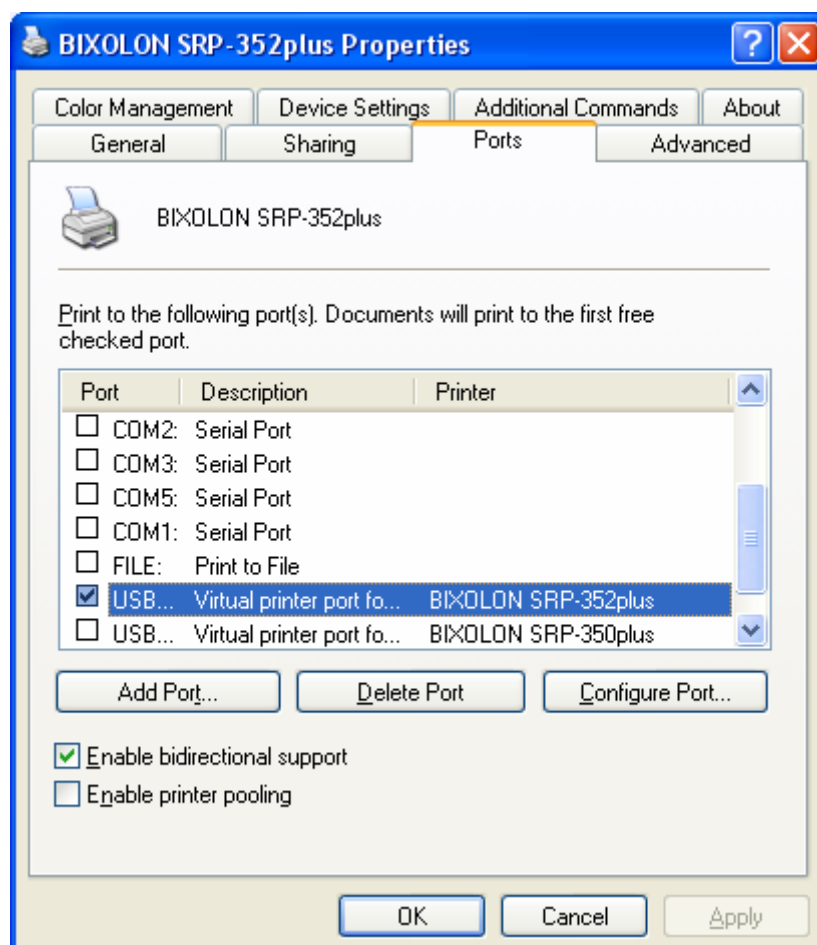 BIXOLON SRP-352plus Properties
Color Management Device Settings Additional Commands About
General Sharing Ports Advanced
BIXOLON SRP-352plus
Print to the following port(s). Documents will print to the first free
checked port.
Port Description Printer
COM2: Serial Port
COM3: Serial Port
COM5: Serial Port
COM1: Serial Port
FILE: Print to File
USB... Virtual printer port fo... BIXOLON SRP-352plus
USB... Virtual printer port fo... BIXOLON SRP-350plus
Add Port... Delete Port Configure Port...
Enable bidirectional support
Enable printer pooling
OK Cancel Apply